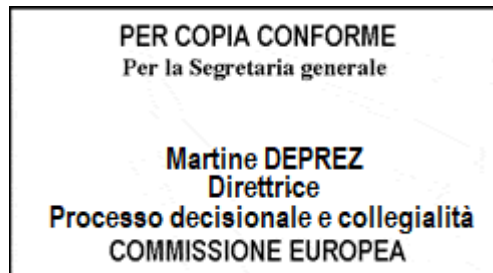 PER COPIA CONFORME
Per la Segretaria generale
Martine DEPREZ
Direttrice
Processo decisionale e collegialità
COMMISSIONE EUROPEA